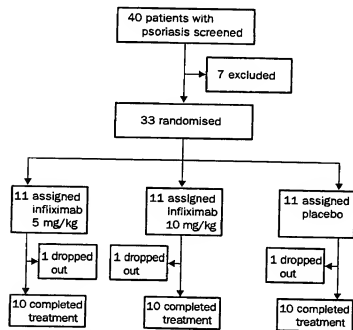 40 patients with
psoriasis screened
7 excluded
33 randomised
11 assigned
infliximab
5 mg/kg
11 assigned
infliximab
10 mg/kg
11 assigned
placebo
1 dropped
out
1 dropped
out
1 dropped
out
10 completed
treatment
10 completed
treatment
10 completed
treatment